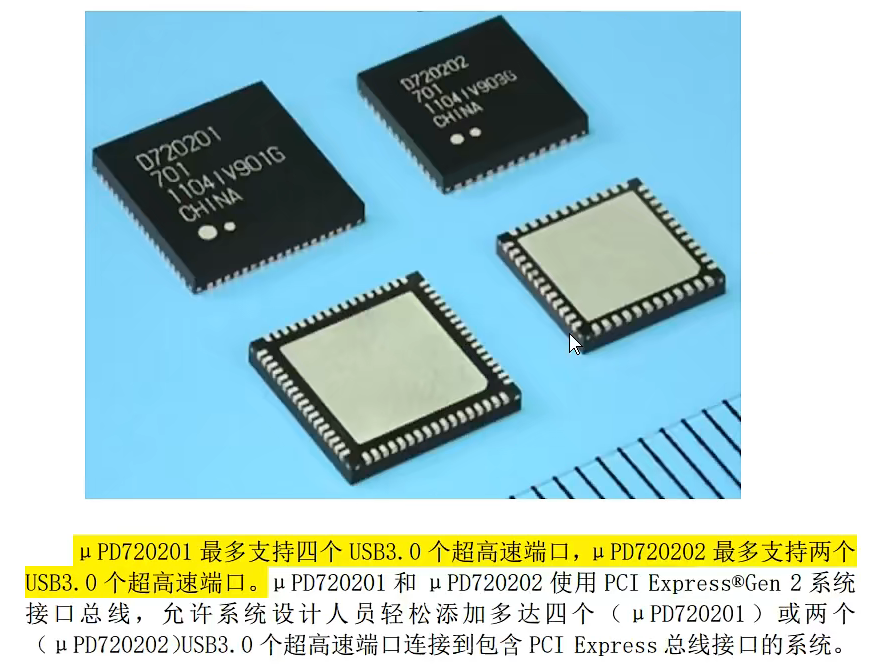 D720201
701
1104IV901G
CHINA
D720202
701
1104IV903G
CHINA
μPD720201 最多支持四个 USB3.0 个超高速端口，μPD720202 最多支持两个
USB3.0 个超高速端口。μPD720201 和 μPD720202 使用 PCI Express®Gen 2 系统
接口总线，允许系统设计人员轻松添加多达四个（μPD720201）或两个
（μPD720202)USB3.0 个超高速端口连接到包含 PCI Express 总线接口的系统。